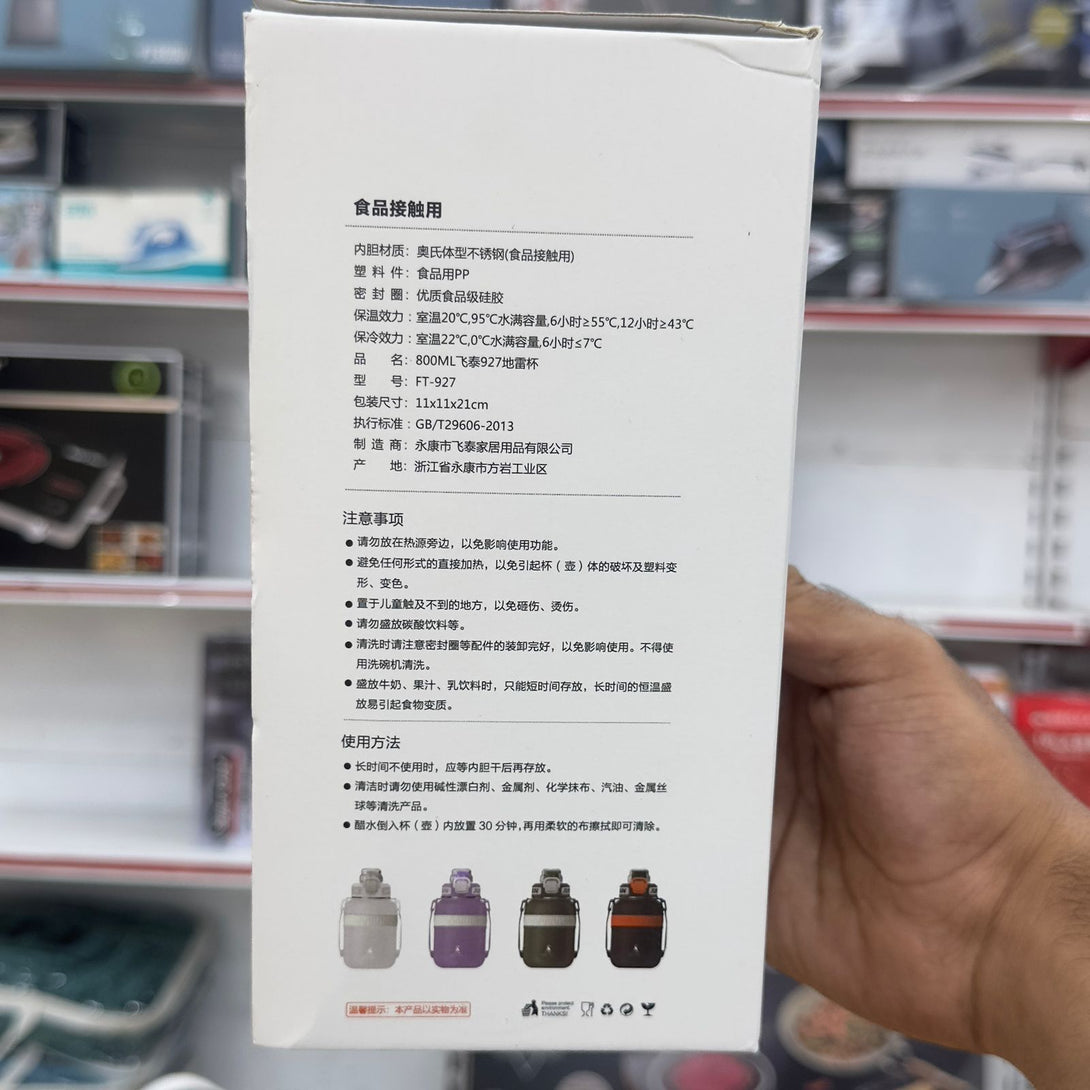 食品接触用
内胆材质：奥氏体型不锈钢(食品接触用)
塑 料 件：食品用PP
密 封 圈：优质食品级硅胶
保温效力：室温20℃,95℃水满容量,6小时≥55℃,12小时≥43℃
保冷效力：室温22℃,0℃水满容量,6小时≤7℃
品 名：800ML飞泰927地雷杯
型 号：FT-927
包装尺寸：11x11x21cm
执行标准：GB/T29606-2013
制 造 商：永康市飞泰家居用品有限公司
产 地：浙江省永康市方岩工业区
注意事项
●请勿放在热源旁边，以免影响使用功能。
●避免任何形式的直接加热，以免引起杯（壶）体的破坏及塑料变
形、变色。
●置于儿童触及不到的地方，以免砸伤、烫伤。
●请勿盛放碳酸饮料等。
●清洗时请注意密封圈等配件的装卸完好，以免影响使用。不得使
用洗碗机清洗。
●盛放牛奶、果汁、乳饮料时，只能短时间存放，长时间的恒温盛
放易引起食物变质。
使用方法
●长时间不使用时，应等内胆干后再存放。
●清洁时请勿使用碱性漂白剂、金属剂、化学抹布、汽油、金属丝
球等清洗产品。
●醋水倒入杯（壶）内放置30分钟,再用柔软的布擦拭即可清除。
温馨提示：本产品以实物为准
Please protect
environment
THANKS!